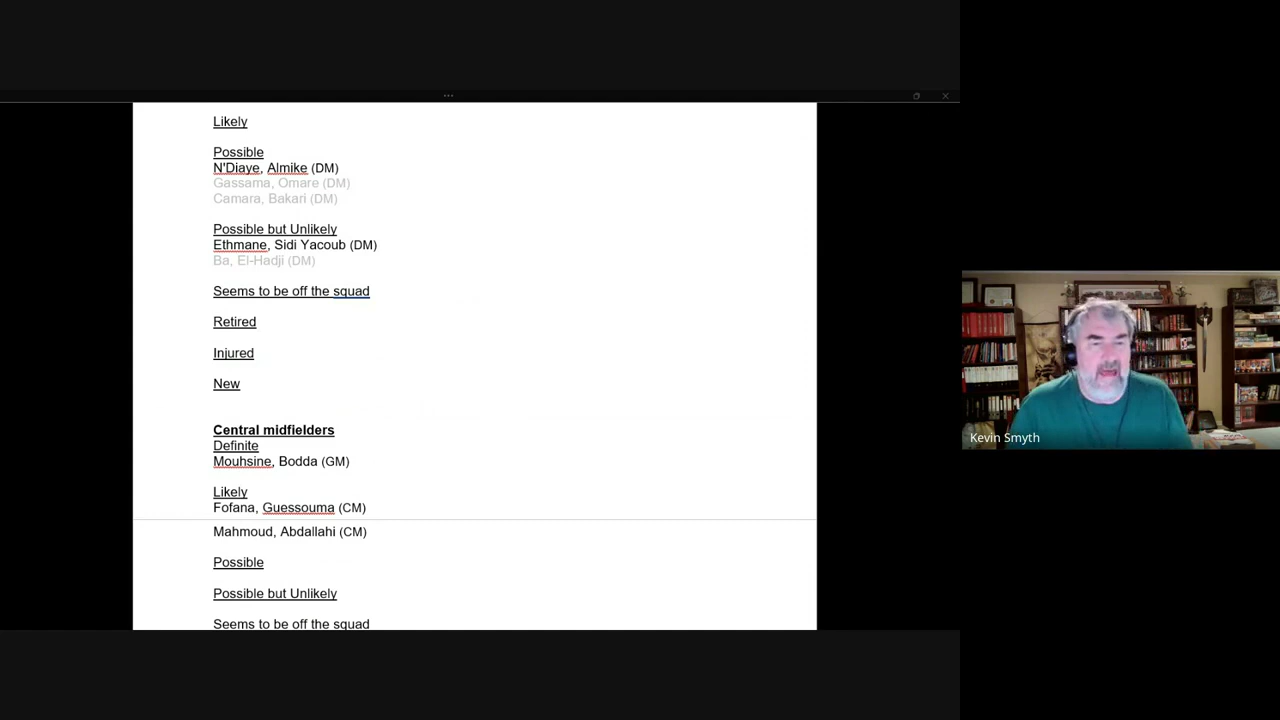 Likely
Possible
N'Diaye, Almike (DM)
Gassama, Omare (DM)
Camara, Bakari (DM)
Possible but Unlikely
Ethmane, Sidi Yacoub (DM)
Ba, El-Hadji (DM)
Seems to be off the squad
Retired
Injured
New
Central midfielders
Definite
Mouhsine, Bodda (GM)
Likely
Fofana, Guessouma (CM)
Mahmoud, Abdallahi (CM)
Possible
Possible but Unlikely
Seems to be off the squad
Kevin Smyth